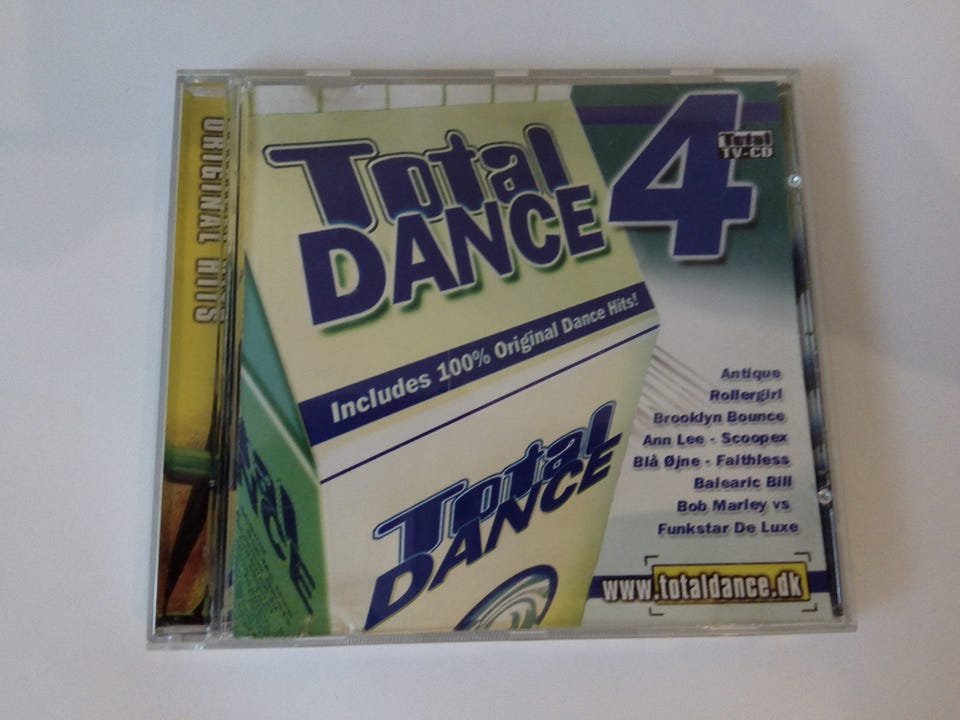 ORIGINAL HITS
Total
DANCE
4
Total
TV-CD
Includes 100% Original Dance Hits!
Total
DANCE
Antique
Rollergirl
Brooklyn Bounce
Ann Lee - Scoopex
Blå Øjne - Faithless
Balearic Bill
Bob Marley vs
Funkstar De Luxe
www.totaldance.dk